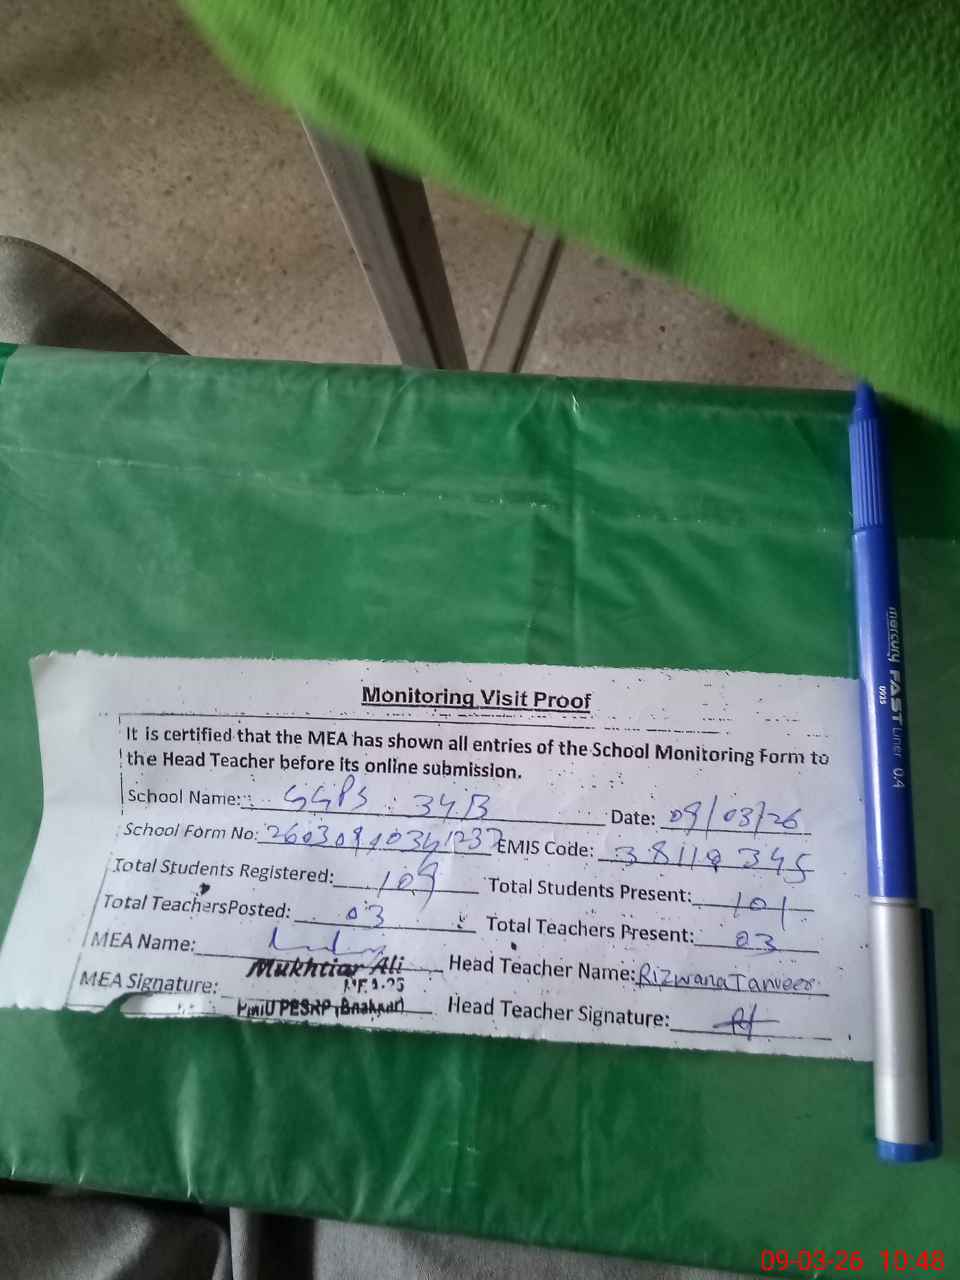 Monitoring Visit Proof
It is certified that the MEA has shown all entries of the School Monitoring Form to
the Head Teacher before its online submission.
School Name: GGPS 34.B Date: 09/03/26
School Form No: EMIS Code: 38110345
Total Students Registered: 109 Total Students Present: 101
Total TeachersPosted: 03 Total Teachers Present: 03
MEA Name: Head Teacher Name: Rizwana Tanveer
Mukhtiar Ali
MEA Signature:
PMIU PESRP Head Teacher Signature:
mercury FAST Liner 0.4
09-03-26 10:48